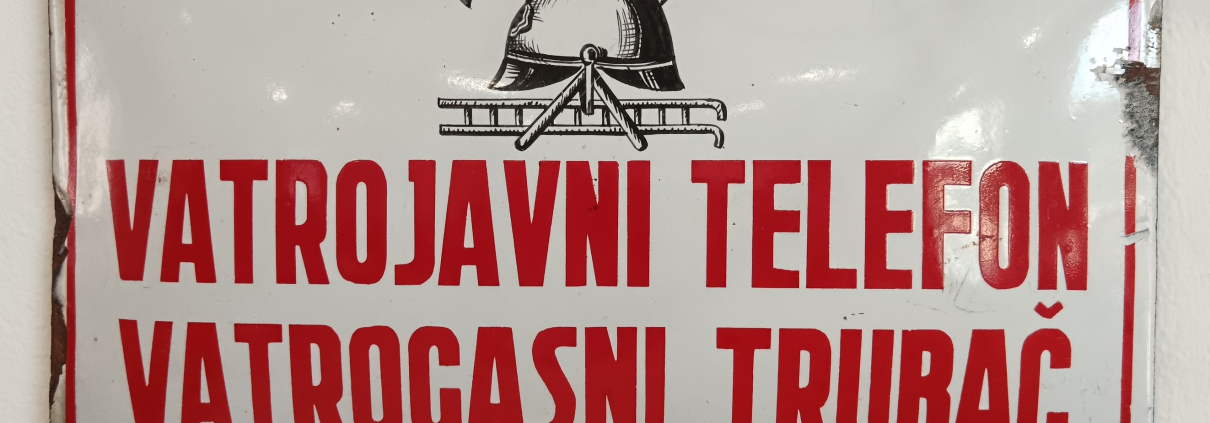 VATROJAVNI TELEFON
VATROGASNI TRUBAČ